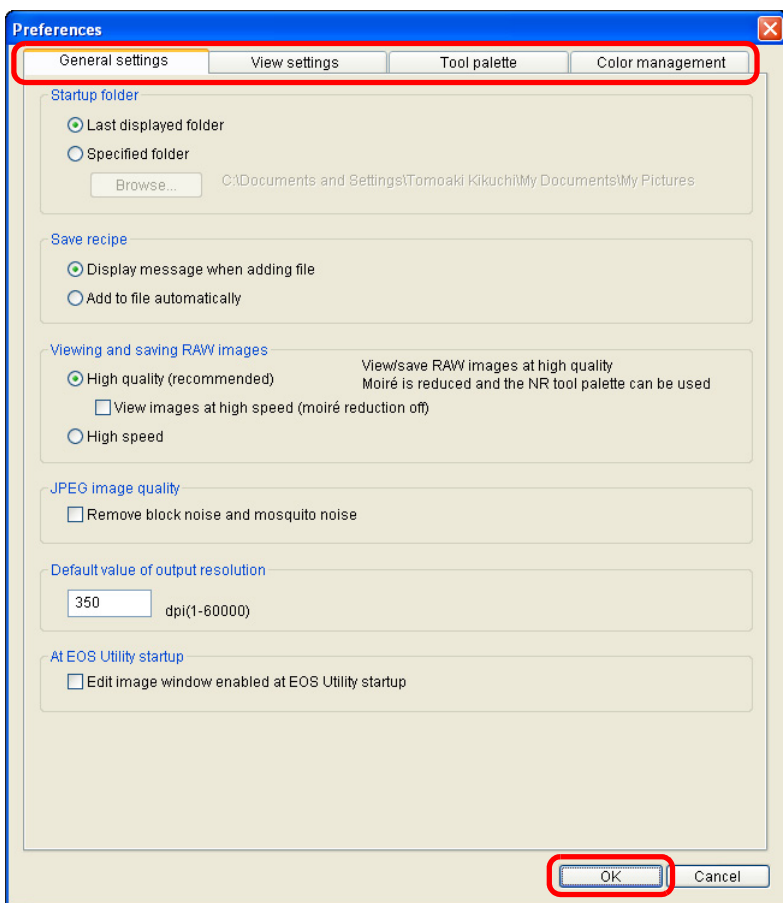 Preferences
General settings View settings Tool palette Color management
Startup folder
Last displayed folder
Specified folder
Browse... C:\Documents and Settings\Tomoaki Kikuchi\My Documents\My Pictures
Save recipe
Display message when adding file
Add to file automatically
Viewing and saving RAW images
High quality (recommended) View/save RAW images at high quality
Moiré is reduced and the NR tool palette can be used
View images at high speed (moiré reduction off)
High speed
JPEG image quality
Remove block noise and mosquito noise
Default value of output resolution
350 dpi(1-60000)
At EOS Utility startup
Edit image window enabled at EOS Utility startup
OK Cancel